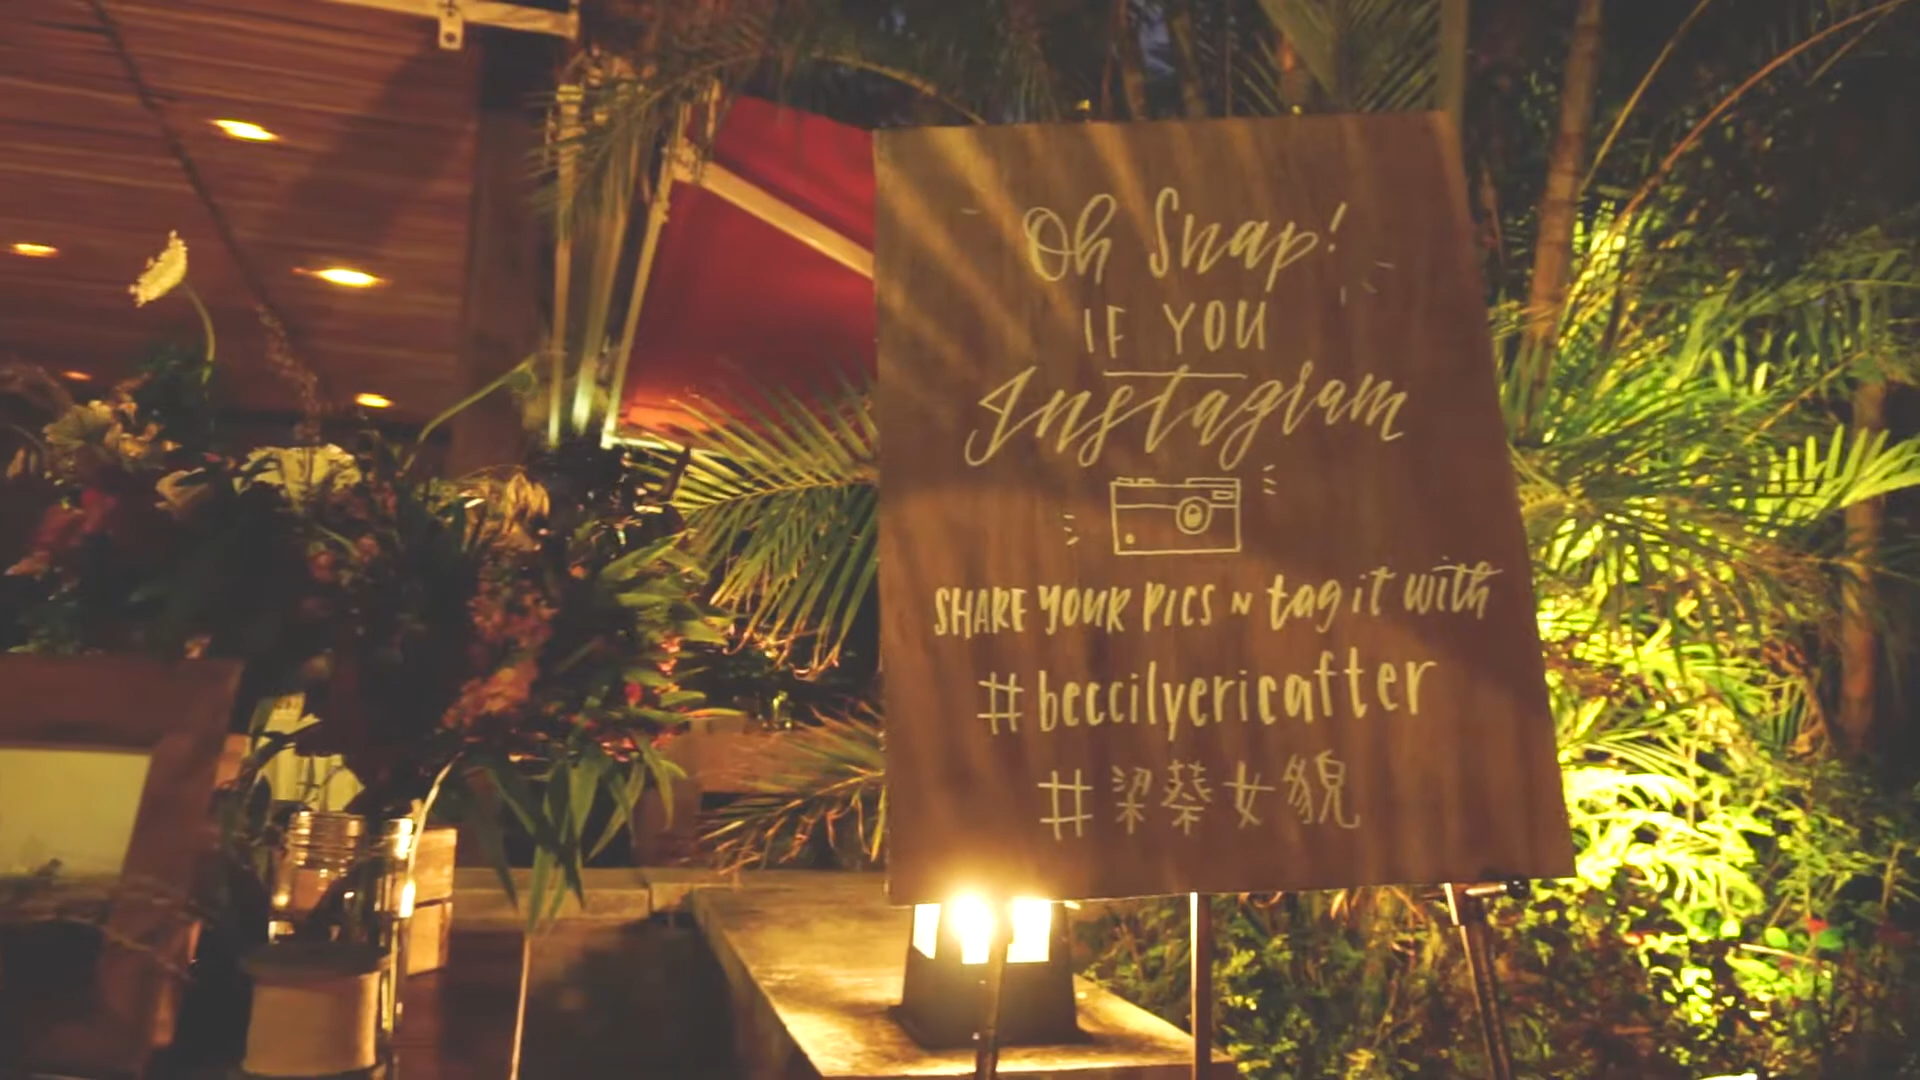 Oh Snap!
IF YOU
Instagram
SHARE YOUR PICS N tag it with
#beccilyericafter
#梁蔡女貌